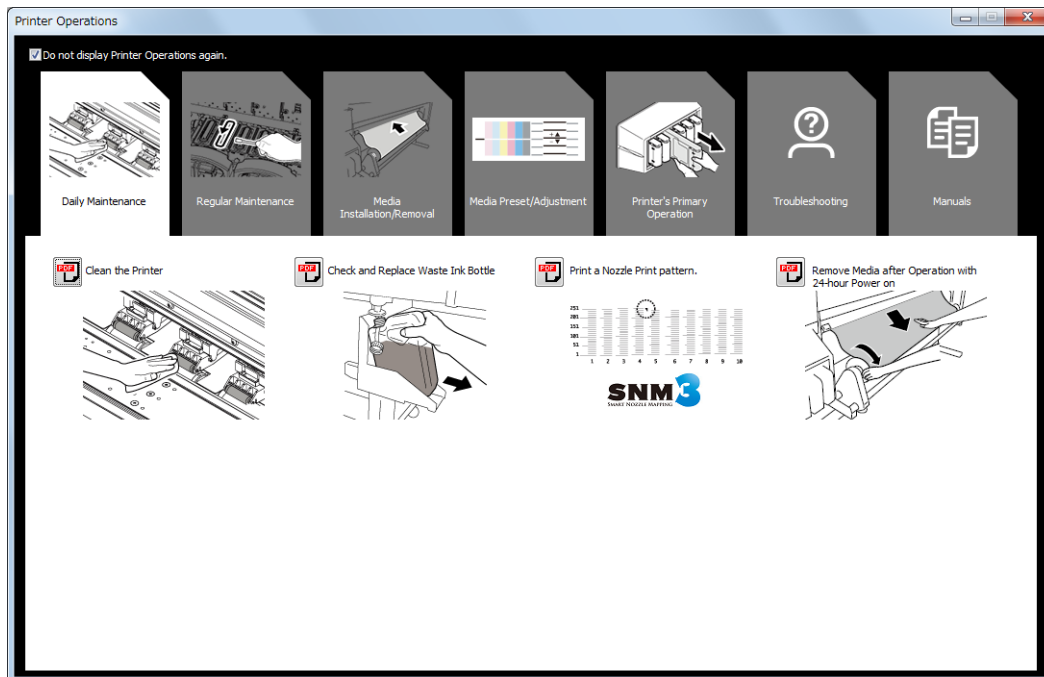 Printer Operations
Do not display Printer Operations again.
Daily Maintenance
Regular Maintenance
Media
Installation/Removal
Media Preset/Adjustment
Printer's Primary
Operation
Troubleshooting
Manuals
PDF
Clean the Printer
PDF
Check and Replace Waste Ink Bottle
PDF
Print a Nozzle Print pattern.
PDF
Remove Media after Operation with
24-hour Power on
251
201
151
101
51
1
1 2 3 4 5 6 7 8 9 10
SNM3
SMART NOZZLE MAPPING